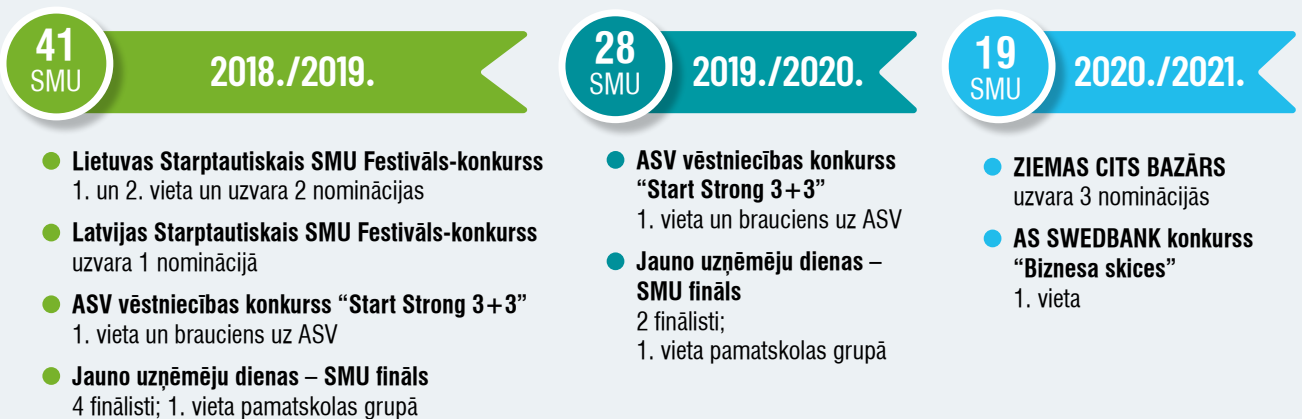 41
SMU
2018./2019.
Lietuvas Starptautiskais SMU Festivāls-konkurss
1. un 2. vieta un uzvara 2 nominācijas
Latvijas Starptautiskais SMU Festivāls-konkurss
uzvara 1 nominācijā
ASV vēstniecības konkurss “Start Strong 3+3”
1. vieta un brauciens uz ASV
Jauno uzņēmēju dienas – SMU fināls
4 finālisti; 1. vieta pamatskolas grupā
28
SMU
2019./2020.
ASV vēstniecības konkurss
“Start Strong 3+3”
1. vieta un brauciens uz ASV
Jauno uzņēmēju dienas –
SMU fināls
2 finālisti;
1. vieta pamatskolas grupā
19
SMU
2020./2021.
ZIEMAS CITS BAZĀRS
uzvara 3 nominācijās
AS SWEDBANK konkurss
“Biznesa skices”
1. vieta